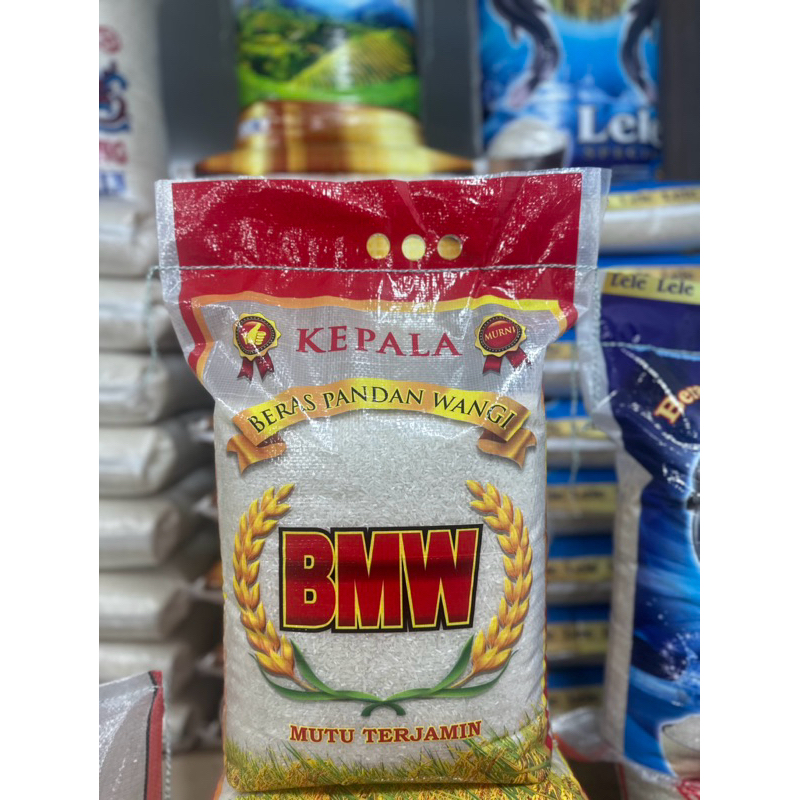 KEPALA
MURNI
BERAS PANDAN WANGI
BMW
MUTU TERJAMIN
Lele
Lele Lele